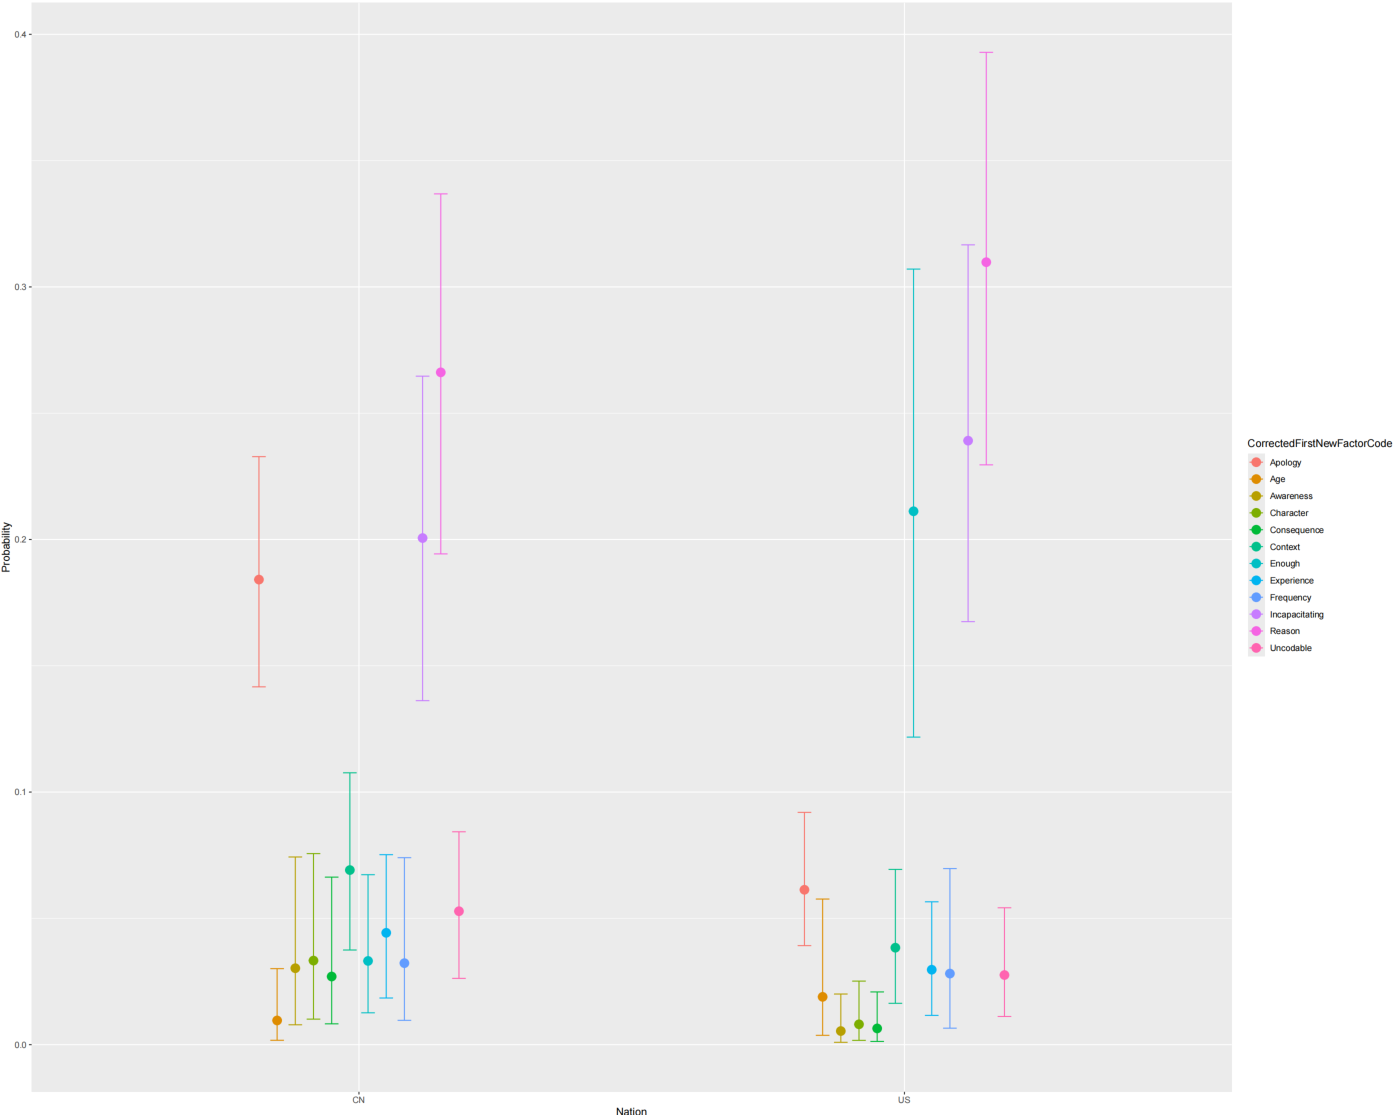 0.4
0.3
0.2
0.1
0.0
Probability
CN
US
Nation
CorrectedFirstNewFactorCode
Apology
Age
Awareness
Character
Consequence
Context
Enough
Experience
Frequency
Incapacitating
Reason
Uncodable